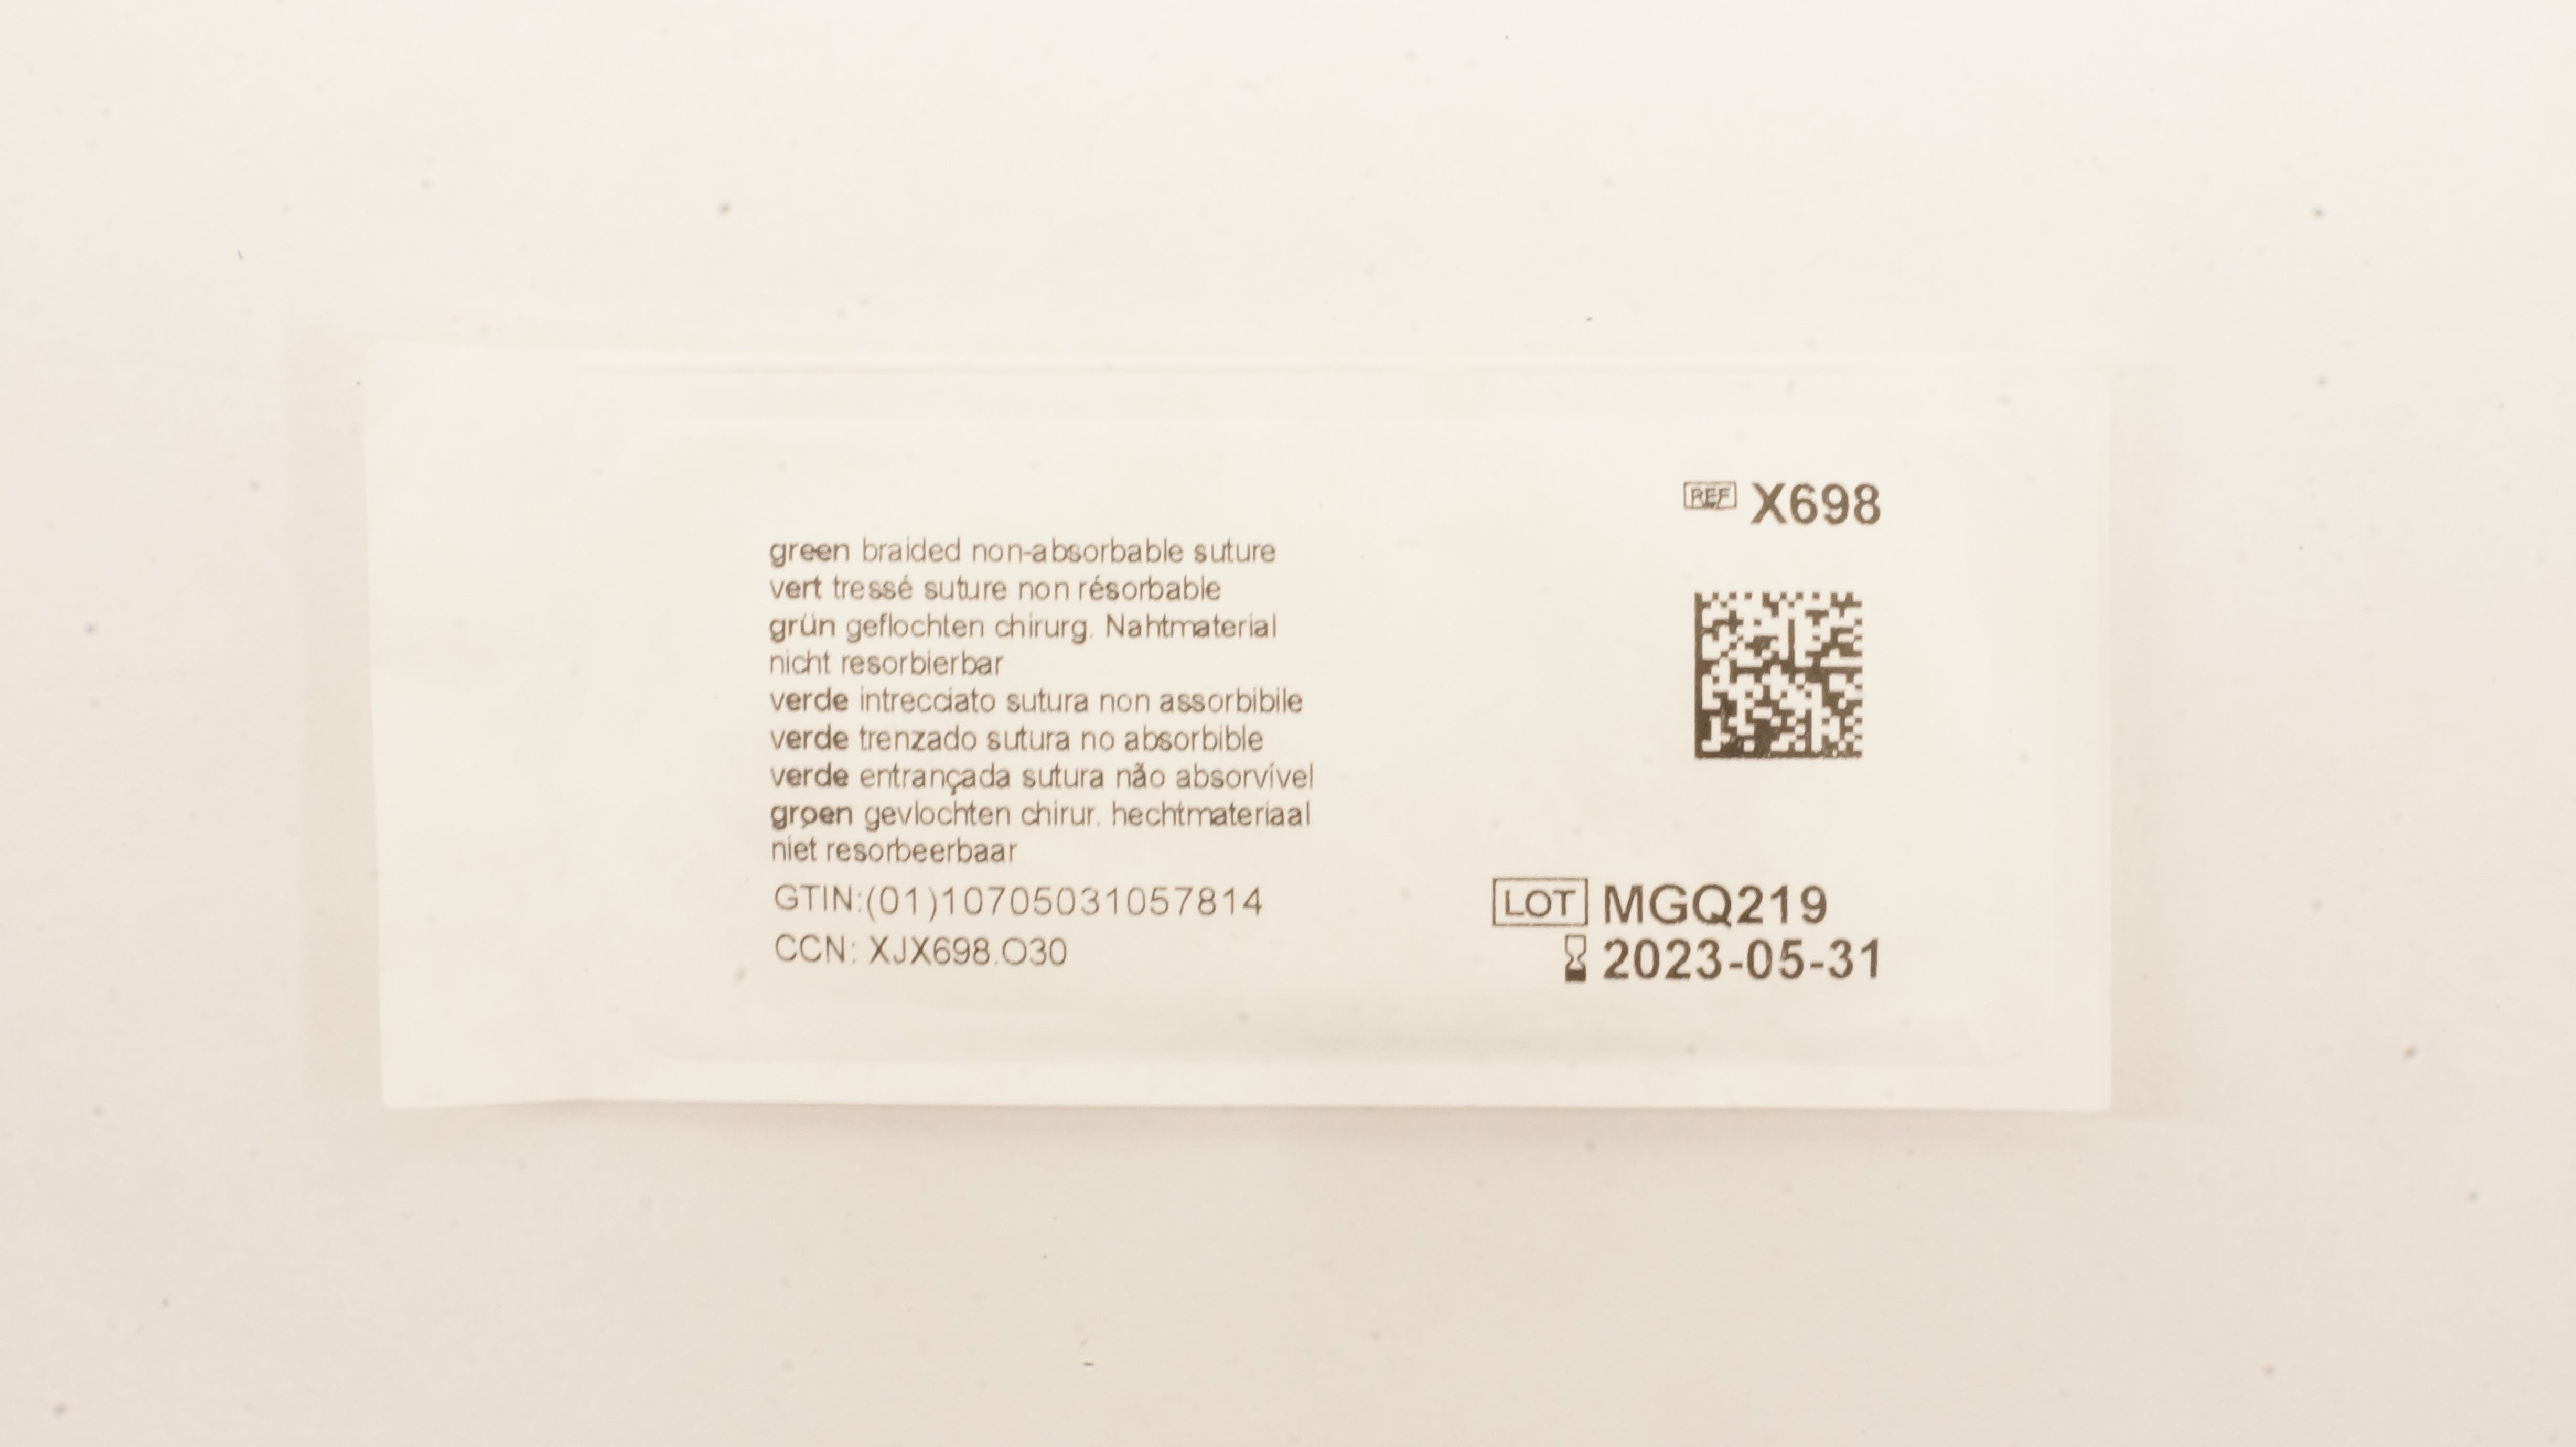 REF X698
green braided non-absorbable suture
vert tressé suture non résorbable
grün geflochten chirurg. Nahtmaterial
nicht resorbierbar
verde intrecciato sutura non assorbibile
verde trenzado sutura no absorbible
verde entrançada sutura não absorvível
groen gevlochten chirur. hechtmateriaal
niet resorbeerbaar
GTIN:(01)10705031057814
CCN: XJX698.O30
LOT MGQ219
2023-05-31